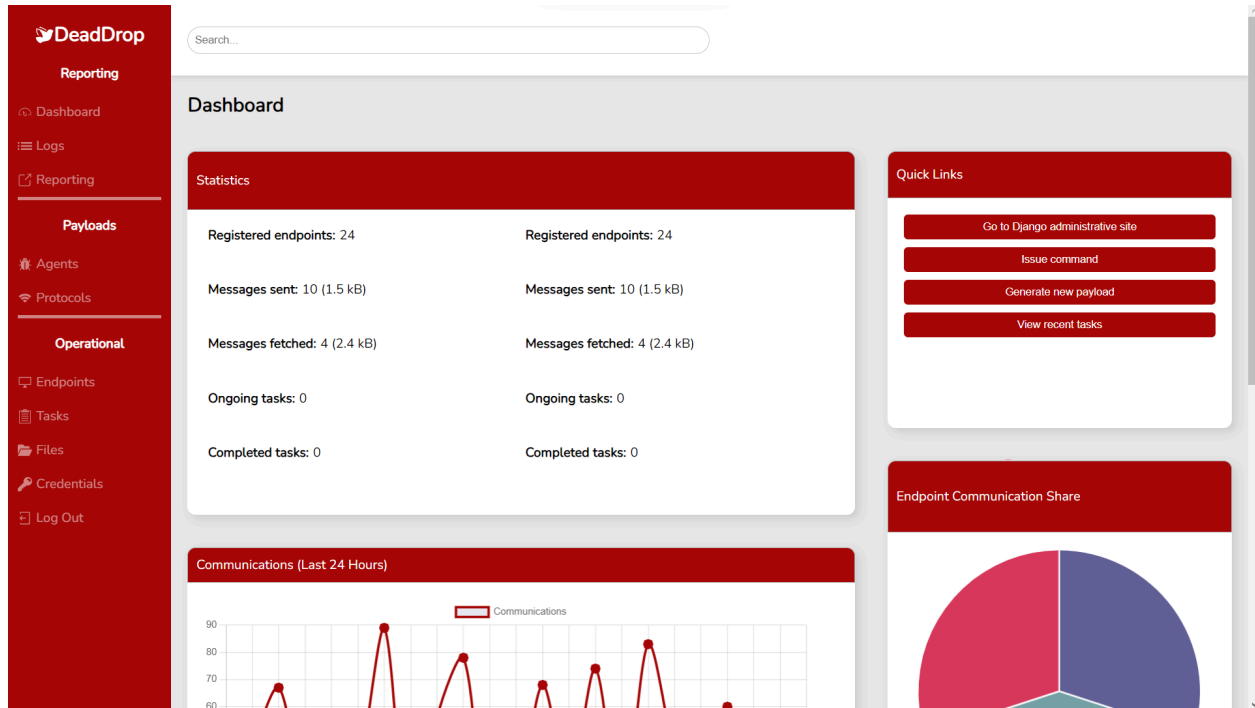 DeadDrop
Reporting
Dashboard
Logs
Reporting
Payloads
Agents
Protocols
Operational
Endpoints
Tasks
Files
Credentials
Log Out
Search...
Dashboard
Statistics
Registered endpoints: 24 Registered endpoints: 24
Messages sent: 10 (1.5 kB) Messages sent: 10 (1.5 kB)
Messages fetched: 4 (2.4 kB) Messages fetched: 4 (2.4 kB)
Ongoing tasks: 0 Ongoing tasks: 0
Completed tasks: 0 Completed tasks: 0
Quick Links
Go to Django administrative site
Issue command
Generate new payload
View recent tasks
Communications (Last 24 Hours)
Communications
90
80
70
60
Endpoint Communication Share